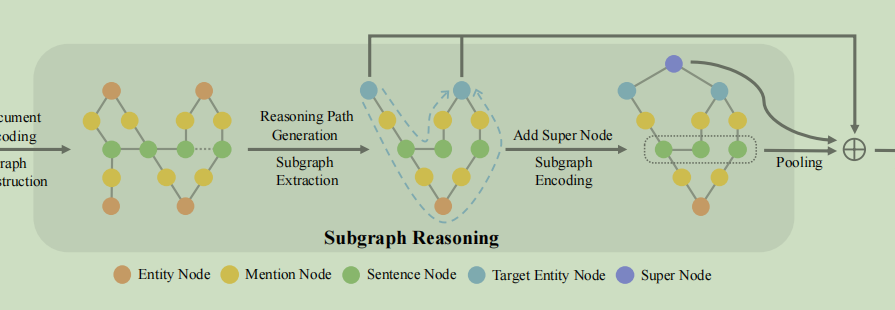 cument
coding
raph
struction
Reasoning Path
Generation
Subgraph
Extraction
Add Super Node
Subgraph
Encoding
Pooling
Subgraph Reasoning
Entity Node
Mention Node
Sentence Node
Target Entity Node
Super Node